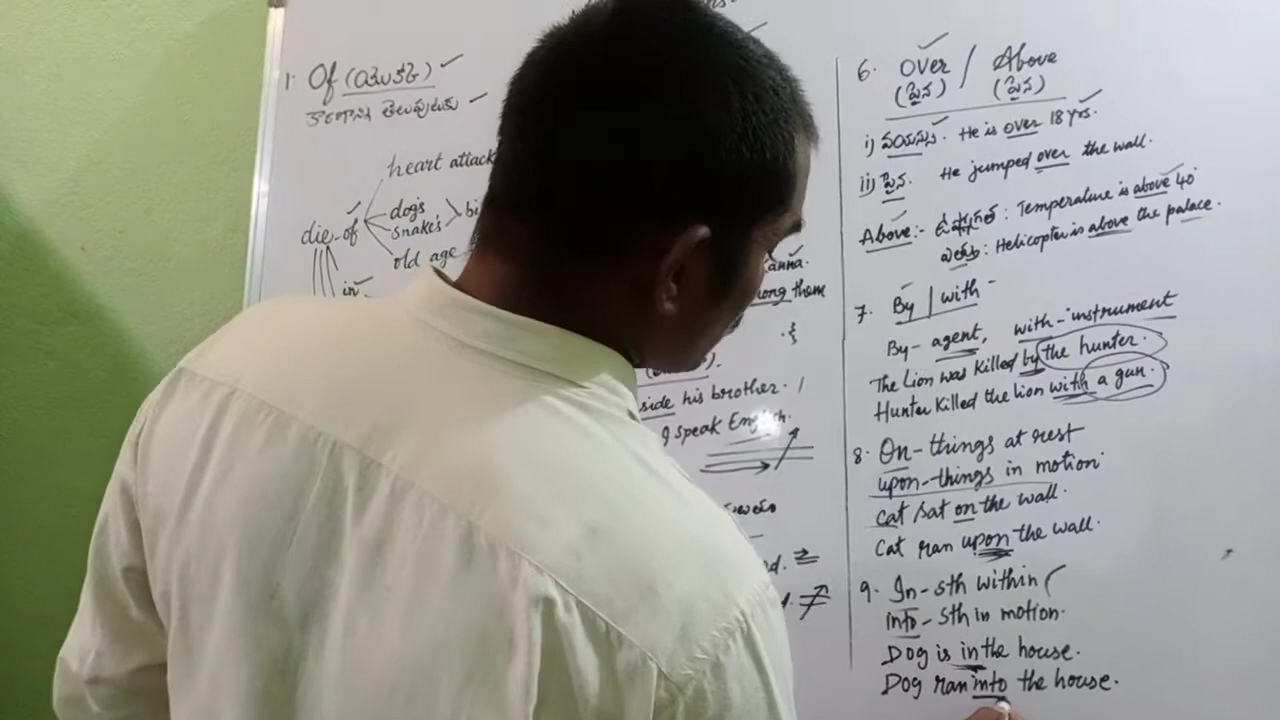 1. Of (యొక్క)
కారణాన్ని తెలుపుటకు
heart attack
dog's
snake's
die of
old age
in
anna.
ong them
side his brother.
I speak English.
6. Over / Above
(పైన) (పైన)
i) వయస్సు. He is over 18 yrs.
ii) పైన. He jumped over the wall.
Above:- ఉష్ణోగ్రత : Temperature is above 40°
ఎత్తు : Helicopter is above the palace.
7. By / with
By- agent, with- instrument
The Lion was killed by the hunter.
Hunter killed the lion with a gun.
8. On- things at rest
upon- things in motion
cat sat on the wall.
Cat ran upon the wall.
9. In- sth within
into- sth in motion.
Dog is in the house.
Dog ran into the house.